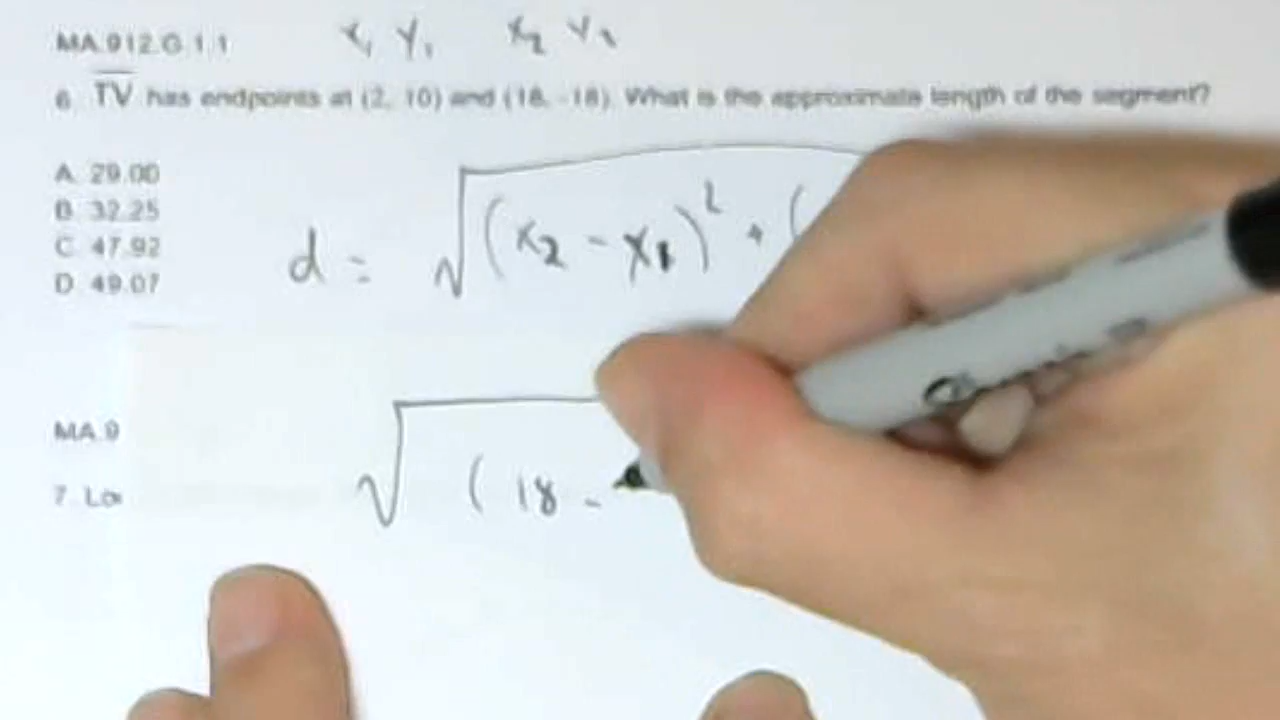 MA.912.G.1.1
x₁ y₁ x₂ y₂
6. TV has endpoints at (2, 10) and (18, -18). What is the approximate length of the segment?
A. 29.00
B. 32.25
C. 47.92
D. 49.07
d = √(x₂ - x₁)² + (
MA.9
√ (18 -
7. Lo